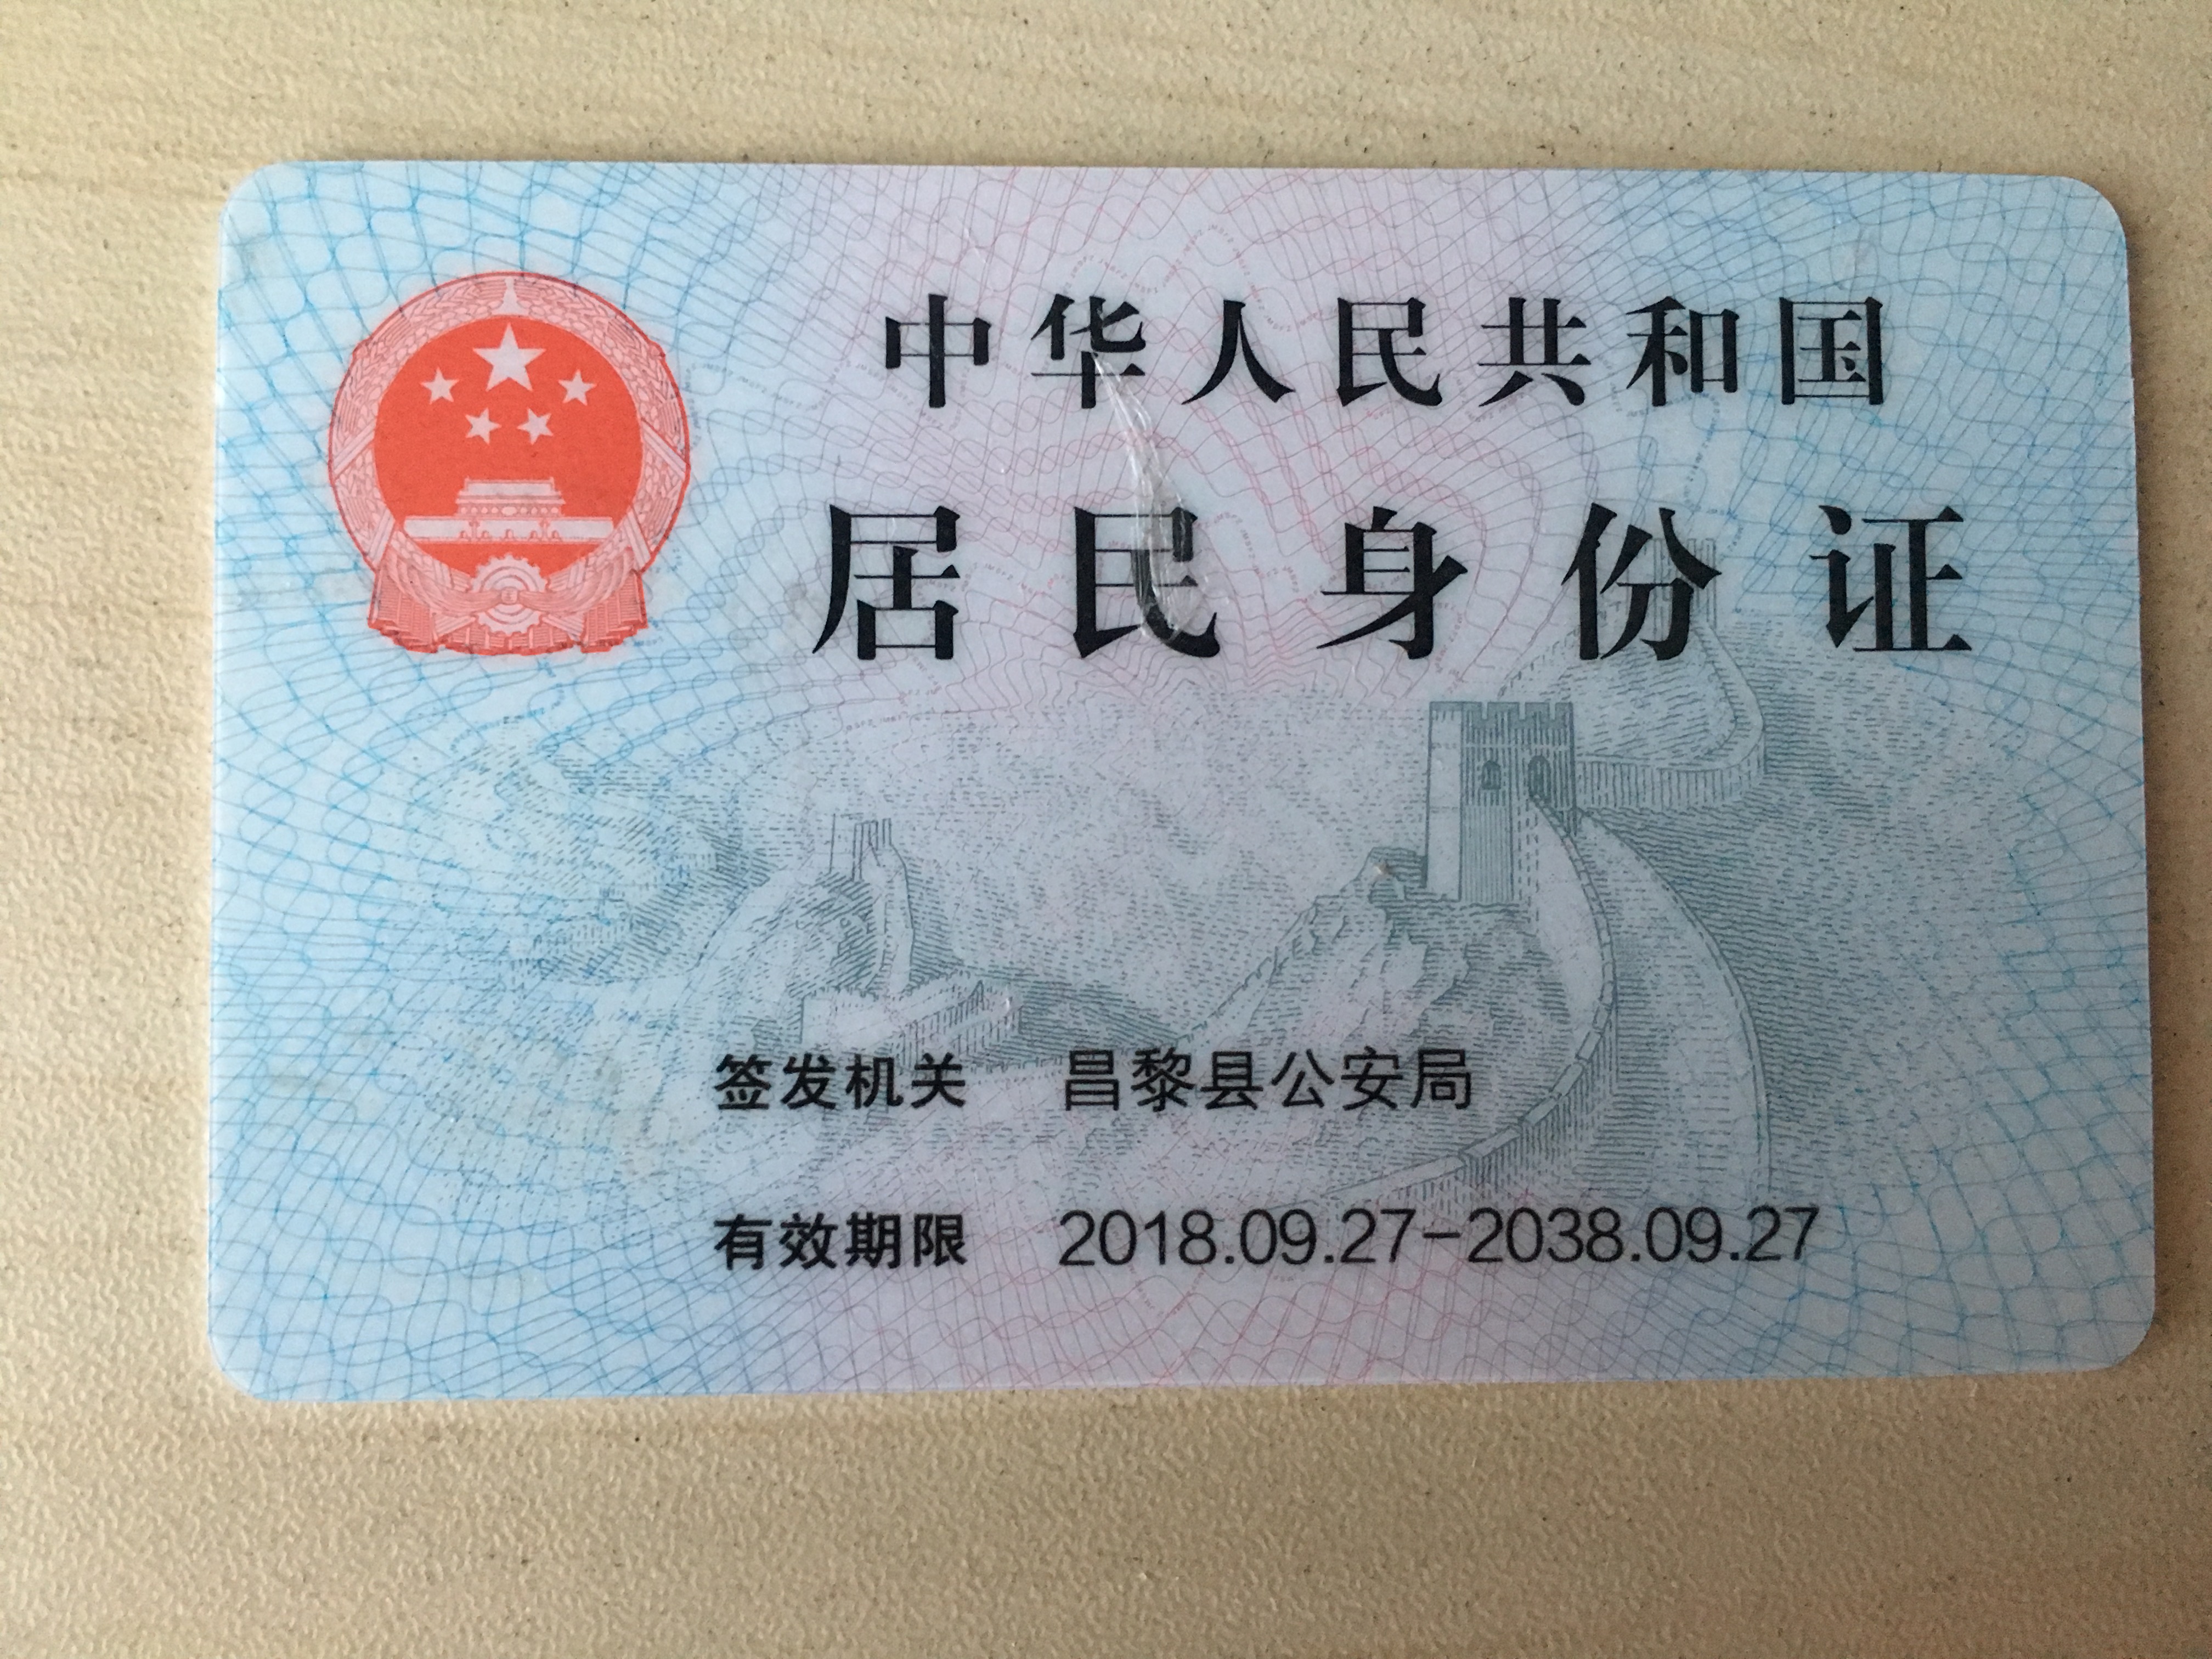 中华人民共和国
居民身份证
签发机关 昌黎县公安局
有效期限 2018.09.27-2038.09.27